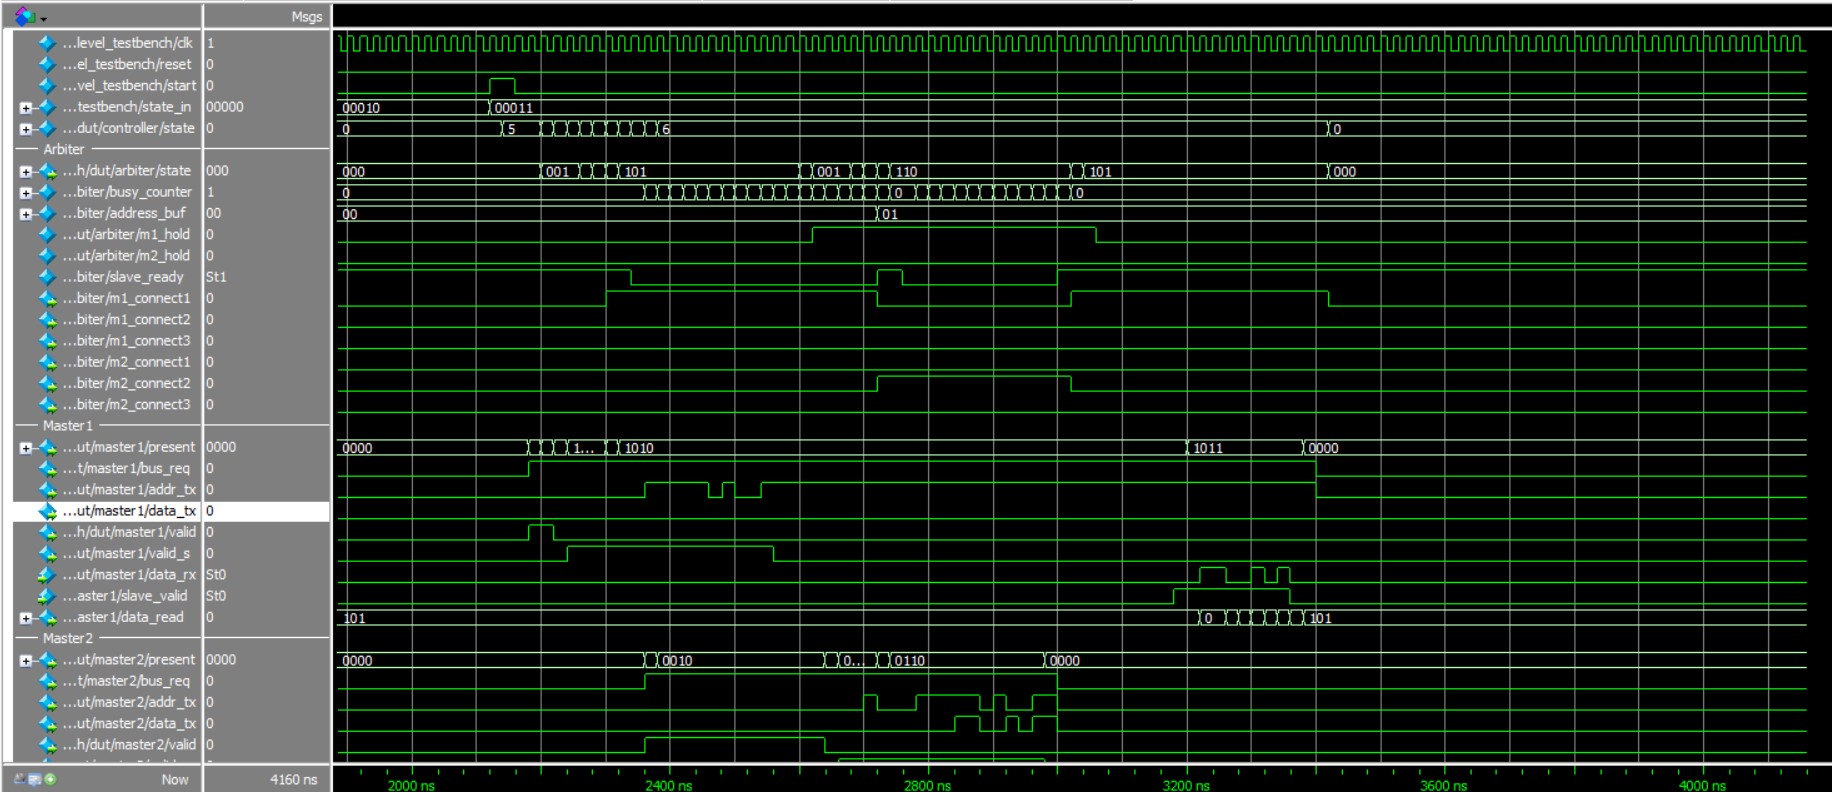 Msgs
...level_testbench/clk 1
...el_testbench/reset 0
...vel_testbench/start 0
...testbench/state_in 00000 00010 00011
...dut/controller/state 0 0 5 6 0
Arbiter
...h/dut/arbiter/state 000 000 001 101 001 110 101 000
...biter/busy_counter 1 0 0 0
...biter/address_buf 00 00 01
...ut/arbiter/m1_hold 0
...ut/arbiter/m2_hold 0
...biter/slave_ready St1
...biter/m1_connect1 0
...biter/m1_connect2 0
...biter/m1_connect3 0
...biter/m2_connect1 0
...biter/m2_connect2 0
...biter/m2_connect3 0
Master1
...ut/master1/present 0000 0000 1... 1010 1011 0000
...t/master1/bus_req 0
...ut/master1/addr_tx 0
...ut/master1/data_tx 0
...h/dut/master1/valid 0
...ut/master1/valid_s 0
...ut/master1/data_rx St0
...aster1/slave_valid St0
...aster1/data_read 0 101 0 101
Master2
...ut/master2/present 0000 0000 0010 0... 0110 0000
...t/master2/bus_req 0
...ut/master2/addr_tx 0
...ut/master2/data_tx 0
...h/dut/master2/valid 0
Now 4160 ns 2000 ns 2400 ns 2800 ns 3200 ns 3600 ns 4000 ns